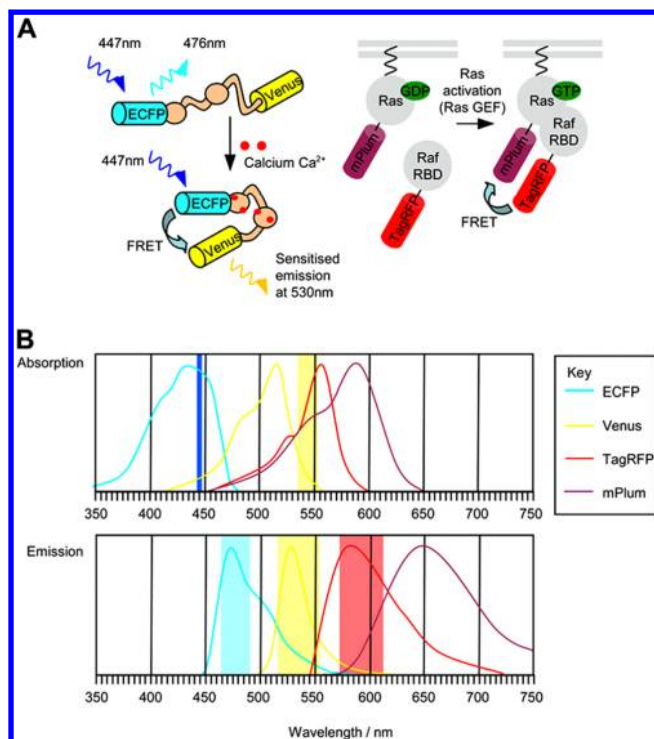 A
447nm
476nm
ECFP
Venus
447nm
Calcium Ca²⁺
ECFP
Venus
FRET
Sensitised
emission
at 530nm
Ras
GDP
mPlum
Raf
RBD
TagRFP
Ras
activation
(Ras GEF)
Ras
GTP
Raf
RBD
mPlum
TagRFP
FRET
B
Absorption
350 400 450 500 550 600 650 700 750
Emission
350 400 450 500 550 600 650 700 750
Wavelength / nm
Key
ECFP
Venus
TagRFP
mPlum